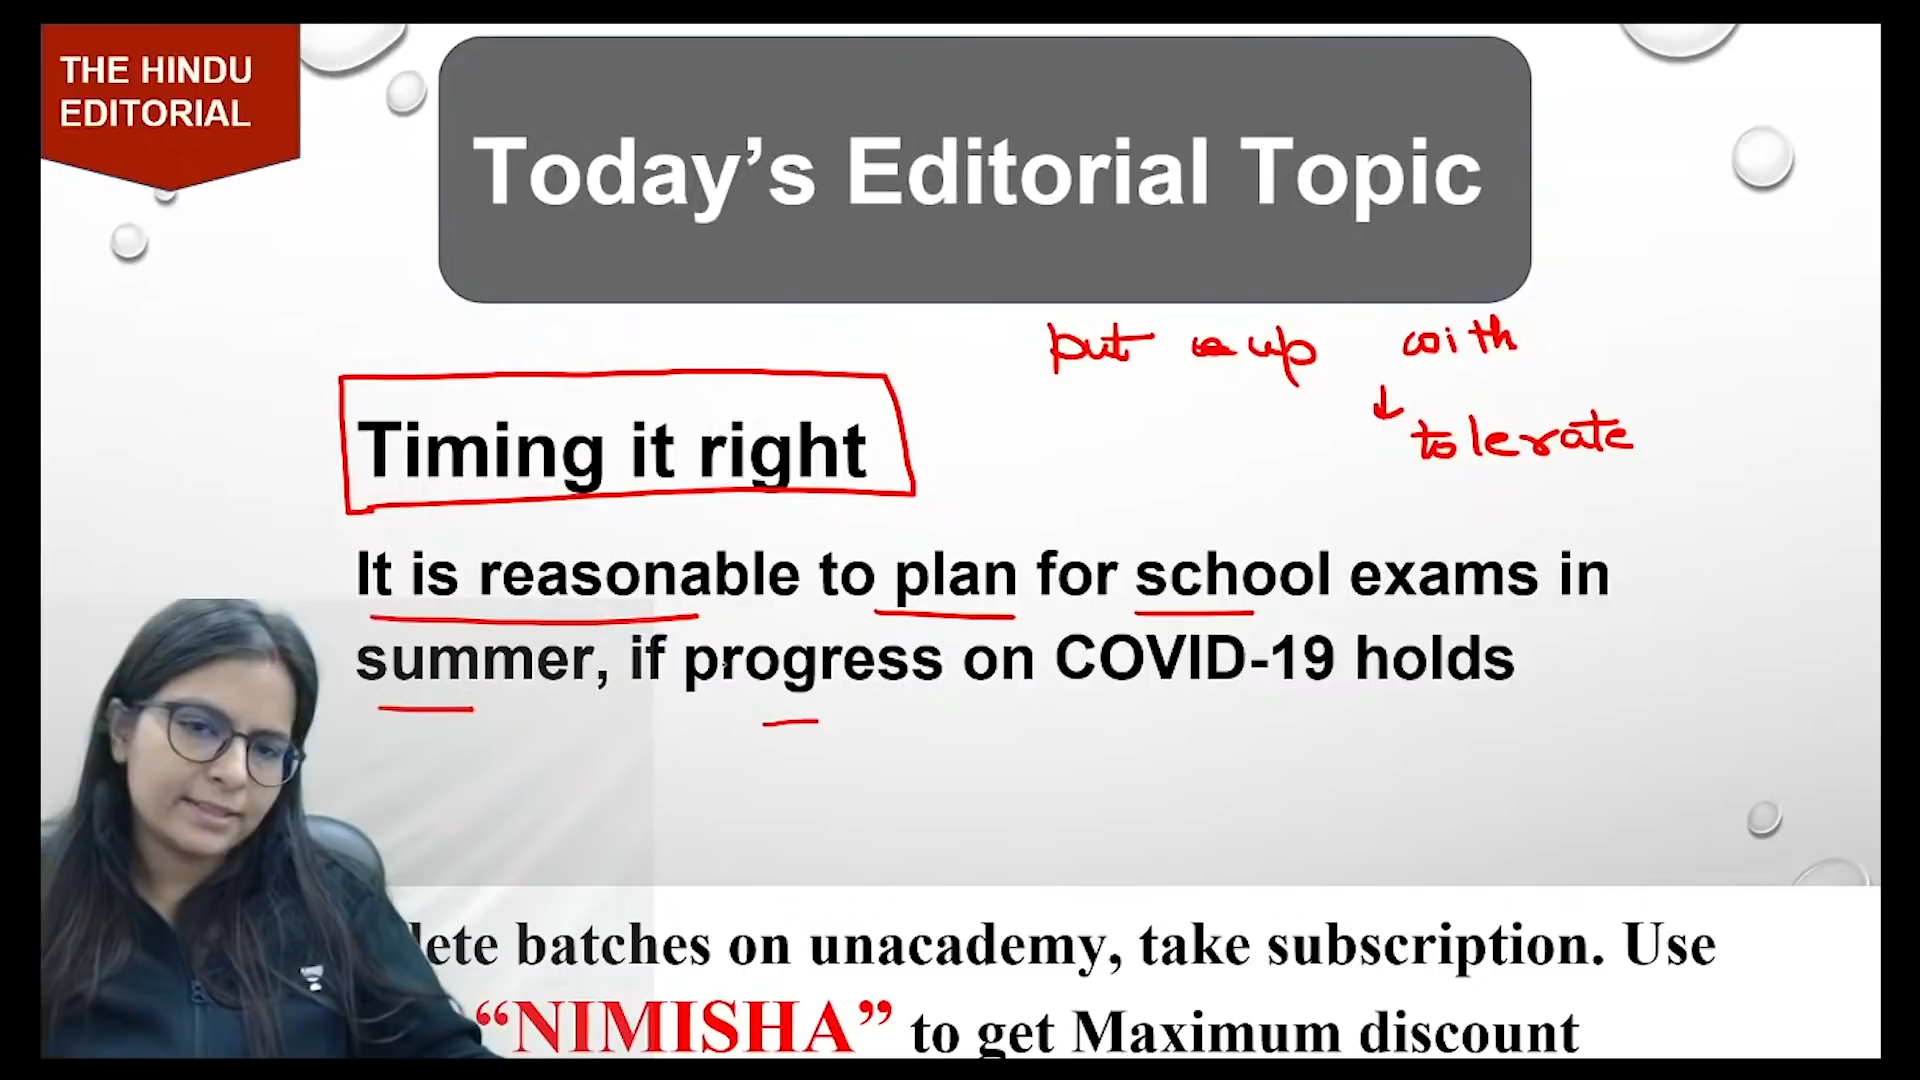 THE HINDU
EDITORIAL
Today’s Editorial Topic
put up with
↓
tolerate
Timing it right
It is reasonable to plan for school exams in
summer, if progress on COVID-19 holds
lete batches on unacademy, take subscription. Use
“NIMISHA” to get Maximum discount